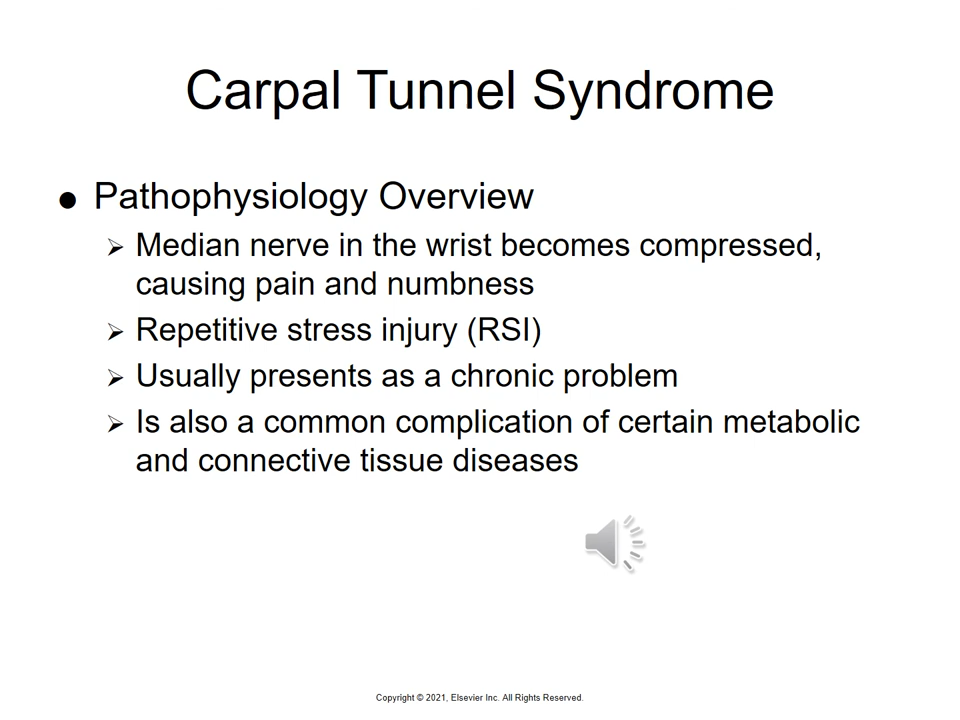 Carpal Tunnel Syndrome
● Pathophysiology Overview
➢ Median nerve in the wrist becomes compressed,
causing pain and numbness
➢ Repetitive stress injury (RSI)
➢ Usually presents as a chronic problem
➢ Is also a common complication of certain metabolic
and connective tissue diseases
Copyright © 2021, Elsevier Inc. All Rights Reserved.